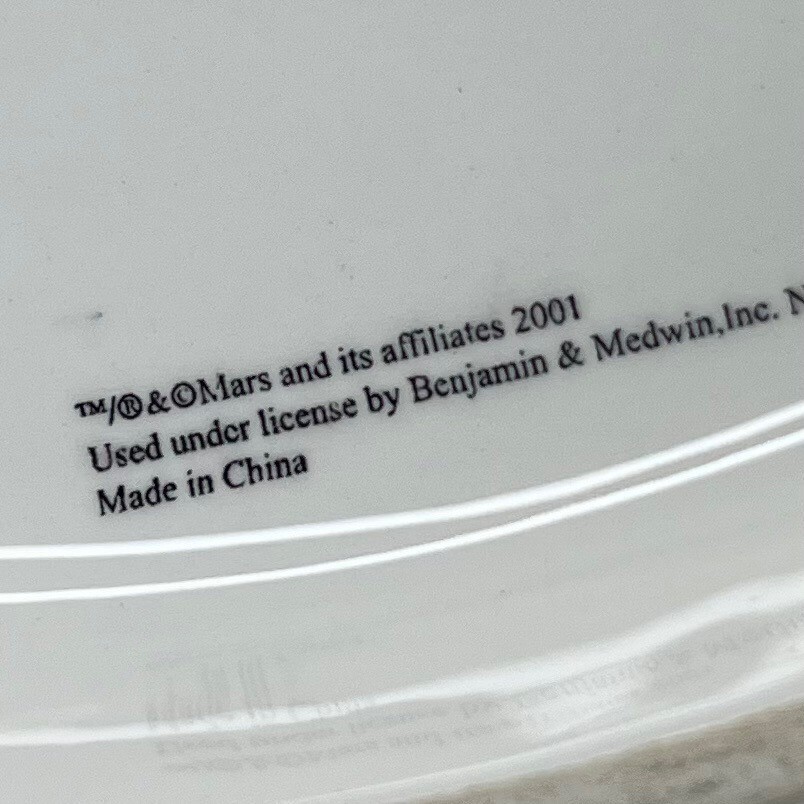 ™/®&©Mars and its affiliates 2001
Used under license by Benjamin & Medwin,Inc. N
Made in China